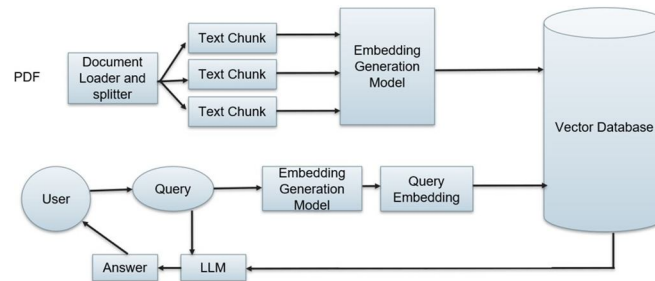 PDF
Document
Loader and
splitter
Text Chunk
Text Chunk
Text Chunk
Embedding
Generation
Model
Vector Database
User
Query
Embedding
Generation
Model
Query
Embedding
Answer
LLM